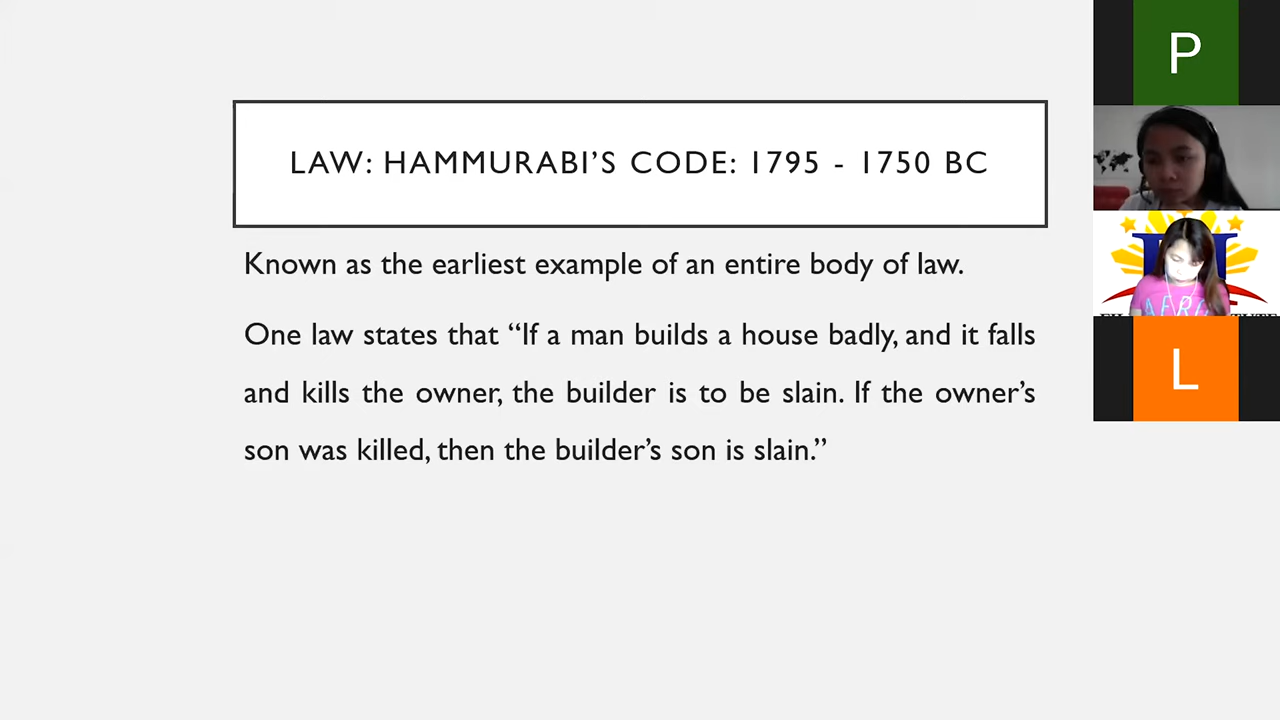 LAW: HAMMURABI’S CODE: 1795 - 1750 BC
Known as the earliest example of an entire body of law.
One law states that “If a man builds a house badly, and it falls
and kills the owner, the builder is to be slain. If the owner’s
son was killed, then the builder’s son is slain.”
P
L